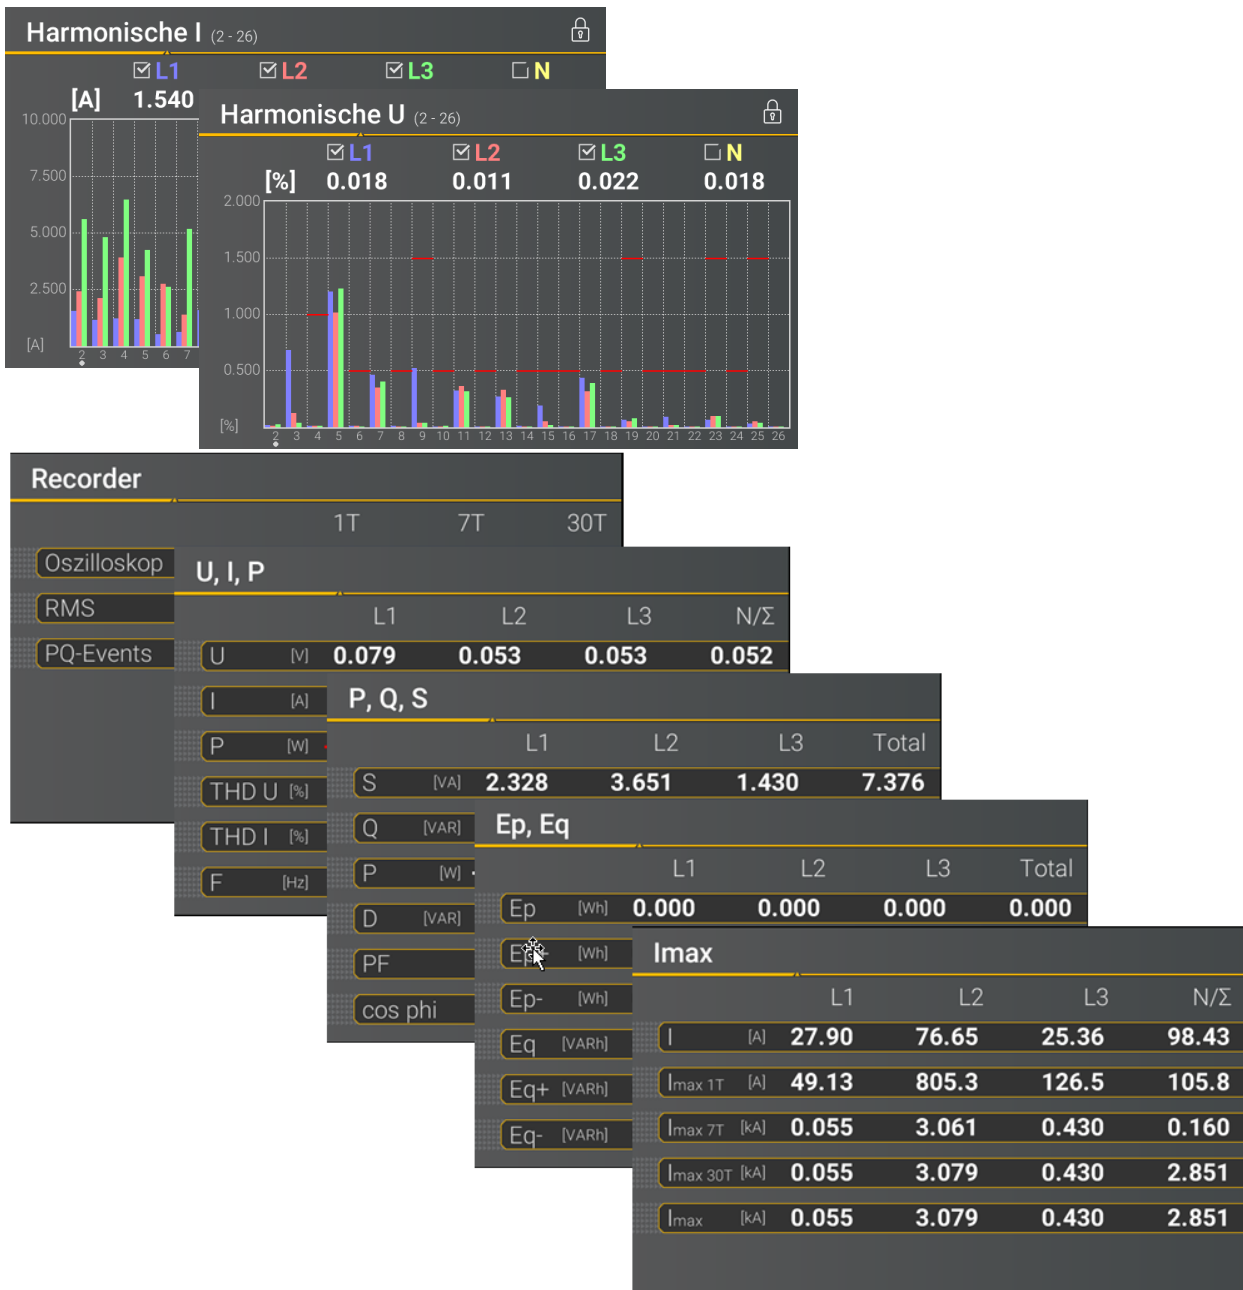 Harmonische I (2 - 26)
L1 L2 L3 N
[A] 1.540
10.000
7.500
5.000
2.500
[A]
2 3 4 5 6 7
Harmonische U (2 - 26)
L1 L2 L3 N
[%] 0.018 0.011 0.022 0.018
2.000
1.500
1.000
0.500
[%]
2 3 4 5 6 7 8 9 10 11 12 13 14 15 16 17 18 19 20 21 22 23 24 25 26
Recorder
1T 7T 30T
Oszilloskop
RMS
PQ-Events
U, I, P
L1 L2 L3 N/Σ
U [V] 0.079 0.053 0.053 0.052
I [A]
P [W]
THD U [%]
THD I [%]
F [Hz]
P, Q, S
L1 L2 L3 Total
S [VA] 2.328 3.651 1.430 7.376
Q [VAR]
P [W]
D [VAR]
PF
cos phi
Ep, Eq
L1 L2 L3 Total
Ep [Wh] 0.000 0.000 0.000 0.000
Ep+ [Wh]
Ep- [Wh]
Eq [VARh]
Eq+ [VARh]
Eq- [VARh]
Imax
L1 L2 L3 N/Σ
I [A] 27.90 76.65 25.36 98.43
Imax 1T [A] 49.13 805.3 126.5 105.8
Imax 7T [kA] 0.055 3.061 0.430 0.160
Imax 30T [kA] 0.055 3.079 0.430 2.851
Imax [kA] 0.055 3.079 0.430 2.851